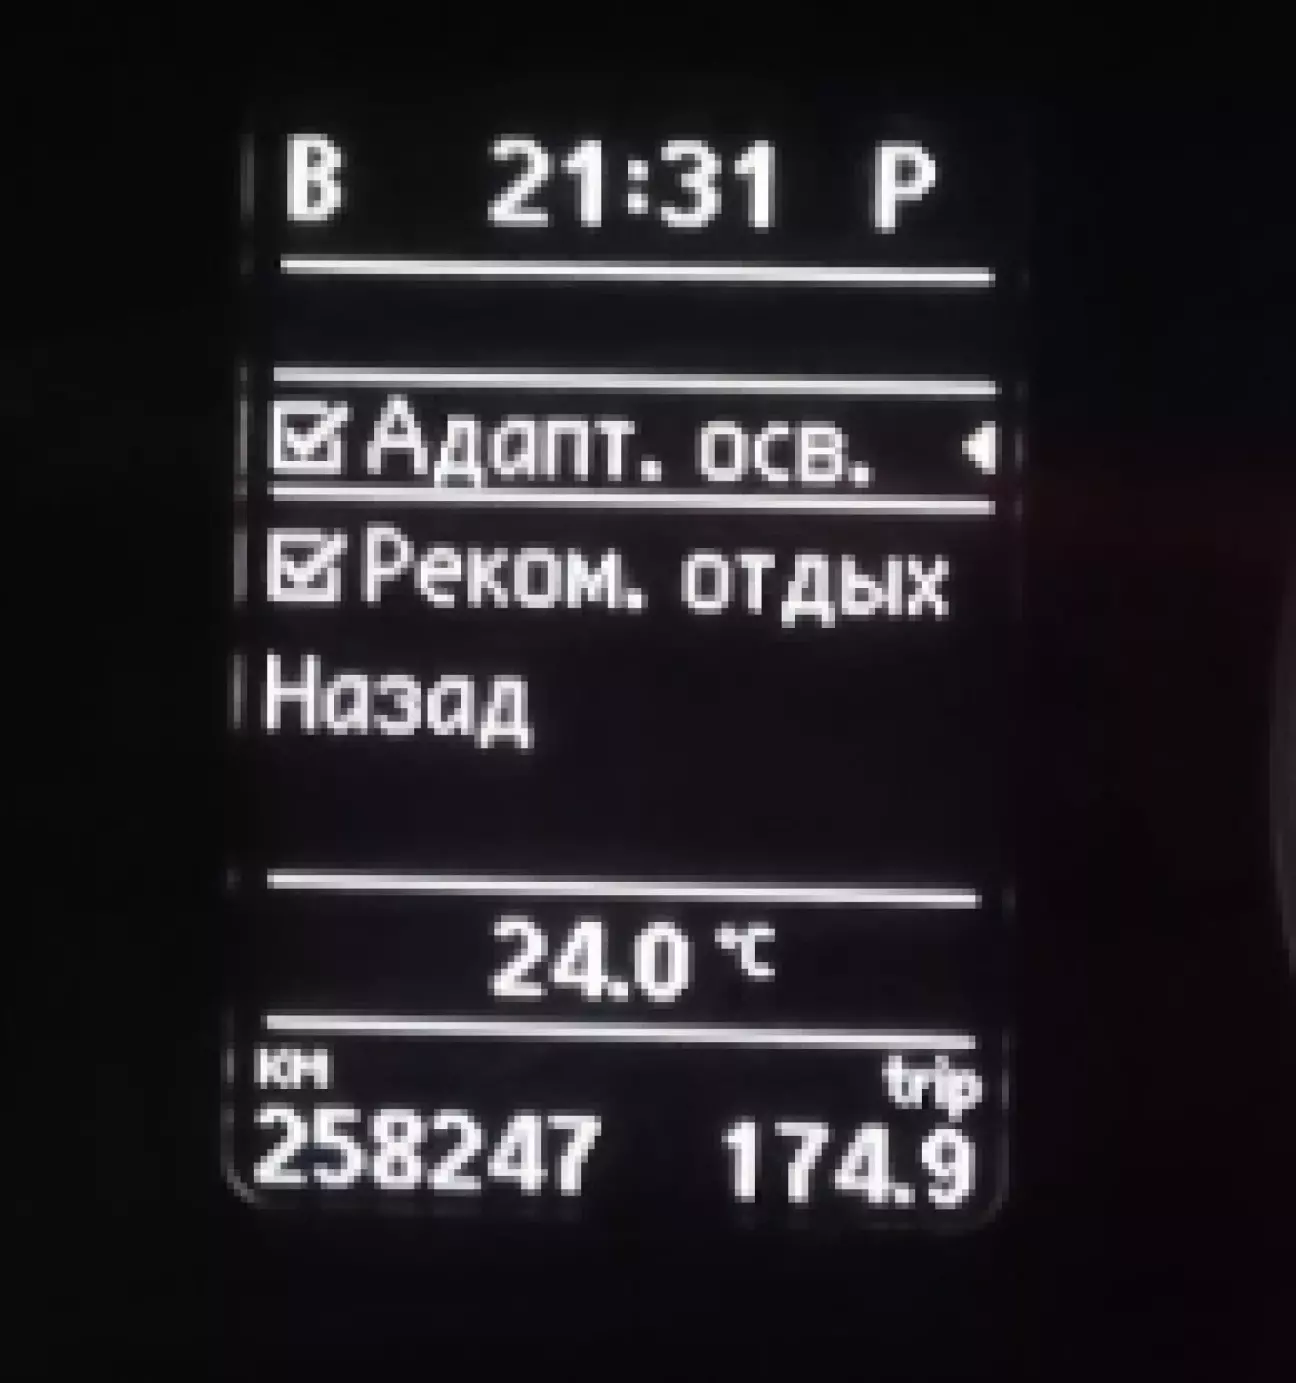 В 21:31 P
Адапт. осв.
Реком. отдых
Назад
24.0 °C
км trip
258247 174.9